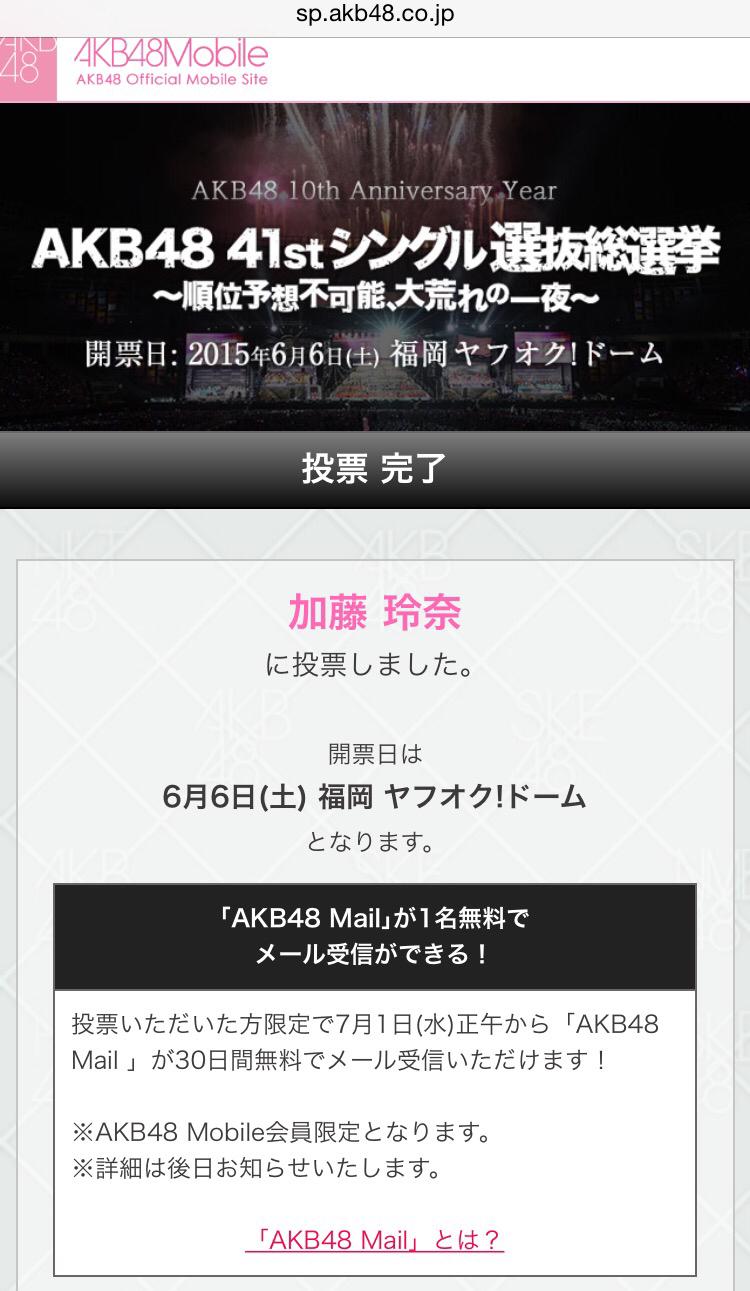 sp.akb48.co.jp
AKB48
AKB48Mobile
AKB48 Official Mobile Site
AKB48 10th Anniversary Year
AKB48 41stシングル選抜総選挙
〜順位予想不可能、大荒れの一夜〜
開票日: 2015年6月6日(土) 福岡 ヤフオク!ドーム
投票 完了
加藤 玲奈
に投票しました。
開票日は
6月6日(土) 福岡 ヤフオク!ドーム
となります。
「AKB48 Mail」が1名無料で
メール受信ができる！
投票いただいた方限定で7月1日(水)正午から「AKB48
Mail 」が30日間無料でメール受信いただけます！
※AKB48 Mobile会員限定となります。
※詳細は後日お知らせいたします。
「AKB48 Mail」とは？